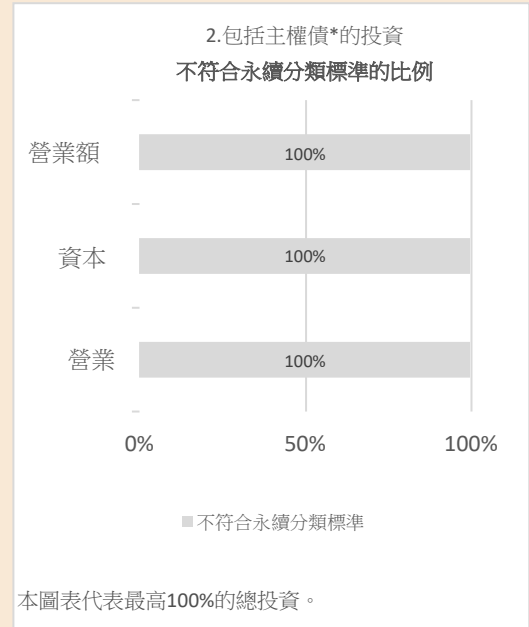 2.包括主權債*的投資
不符合永續分類標準的比例
營業額
100%
資本
100%
營業
100%
0% 50% 100%
不符合永續分類標準
本圖表代表最高100%的總投資。